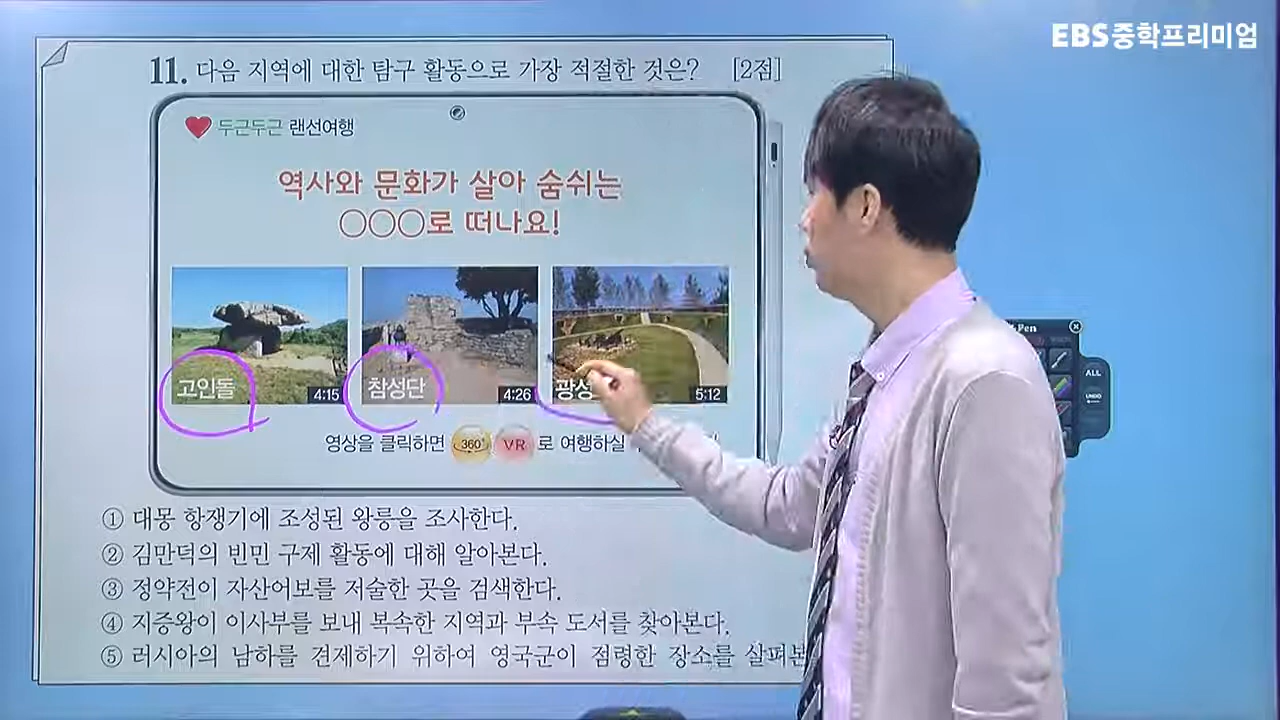 EBS중학프리미엄
11. 다음 지역에 대한 탐구 활동으로 가장 적절한 것은? [2점]
두근두근 랜선여행
역사와 문화가 살아 숨쉬는
○○○로 떠나요!
고인돌 4:15
참성단 4:26
광성 5:12
영상을 클릭하면 360° VR 로 여행하실
① 대몽 항쟁기에 조성된 왕릉을 조사한다.
② 김만덕의 빈민 구제 활동에 대해 알아본다.
③ 정약전이 자산어보를 저술한 곳을 검색한다.
④ 지증왕이 이사부를 보내 복속한 지역과 부속 도서를 찾아본다.
⑤ 러시아의 남하를 견제하기 위하여 영국군이 점령한 장소를 살펴본
Pen
ALL
UNDO